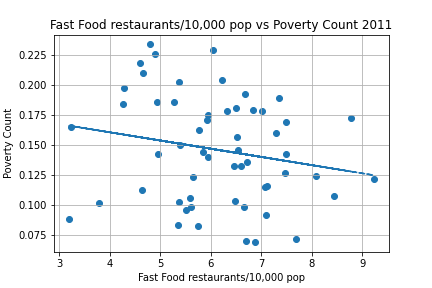 Fast Food restaurants/10,000 pop vs Poverty Count 2011
Poverty Count
0.225
0.200
0.175
0.150
0.125
0.100
0.075
3 4 5 6 7 8 9
Fast Food restaurants/10,000 pop